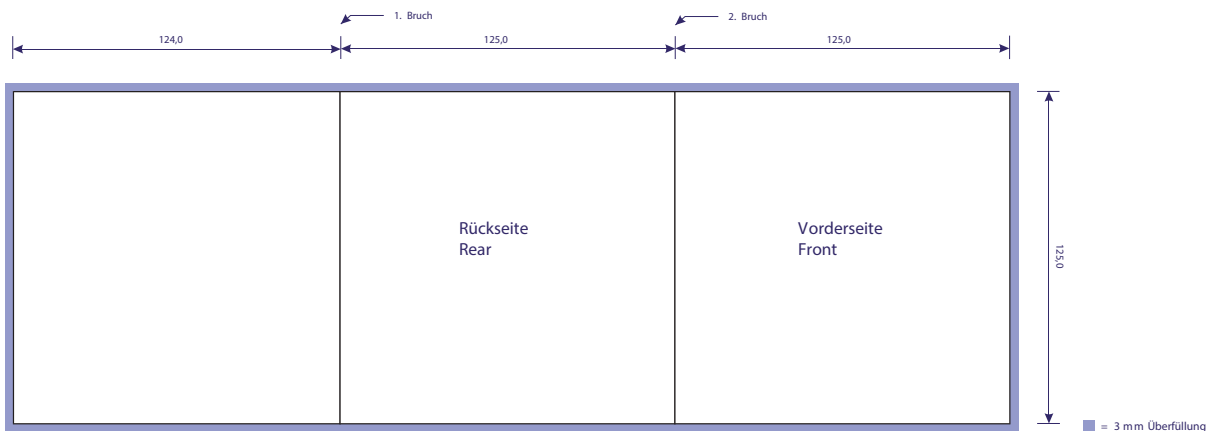 1. Bruch
2. Bruch
124,0
125,0
125,0
Rückseite
Rear
Vorderseite
Front
125,0
= 3 mm Überfüllung